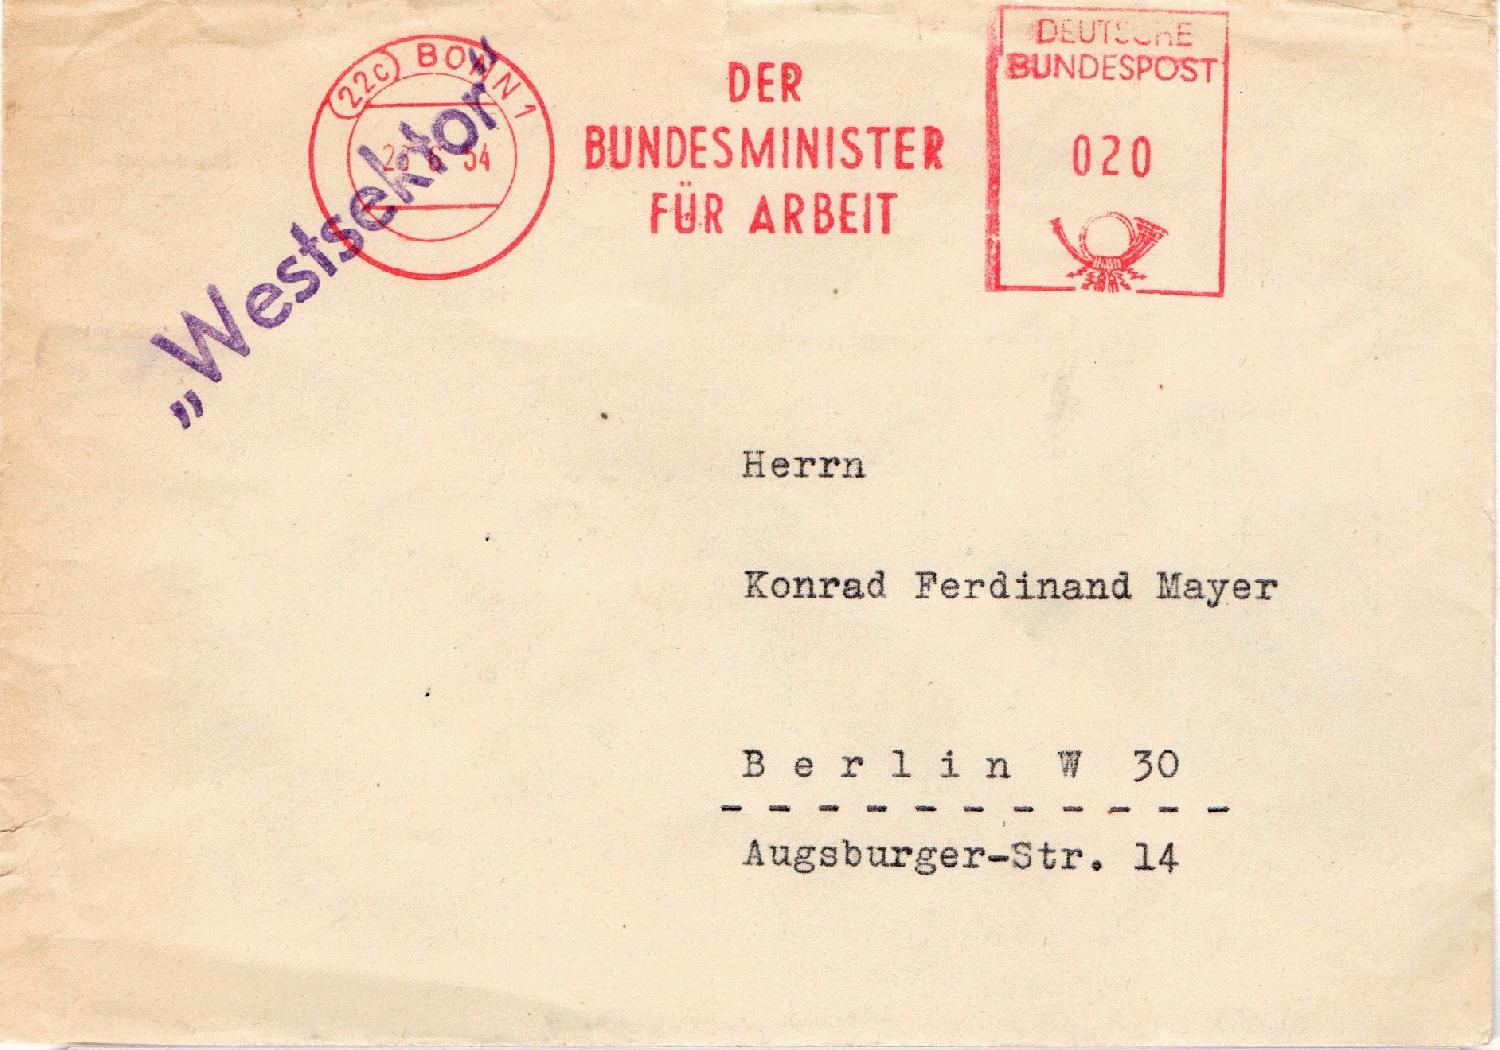 (22c) BONN 1
DER
BUNDESMINISTER
FÜR ARBEIT
DEUTSCHE
BUNDESPOST
020
„Westsektor“
Herrn
Konrad Ferdinand Mayer
Berlin W 30
Augsburger-Str. 14